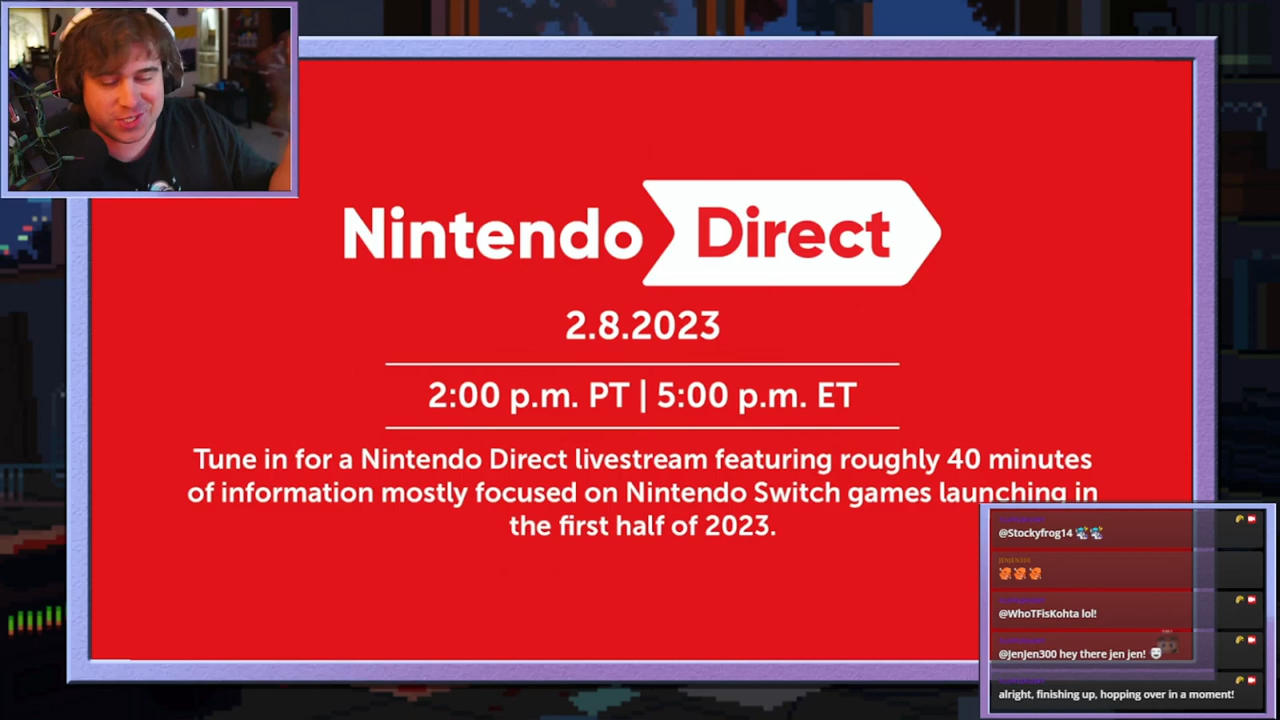 Nintendo Direct
2.8.2023
2:00 p.m. PT | 5:00 p.m. ET
Tune in for a Nintendo Direct livestream featuring roughly 40 minutes
of information mostly focused on Nintendo Switch games launching in
the first half of 2023.
@Stockyfrog14
JENJEN300
@WhoTFisKohta lol!
@JenJen300 hey there jen jen!
alright, finishing up, hopping over in a moment!